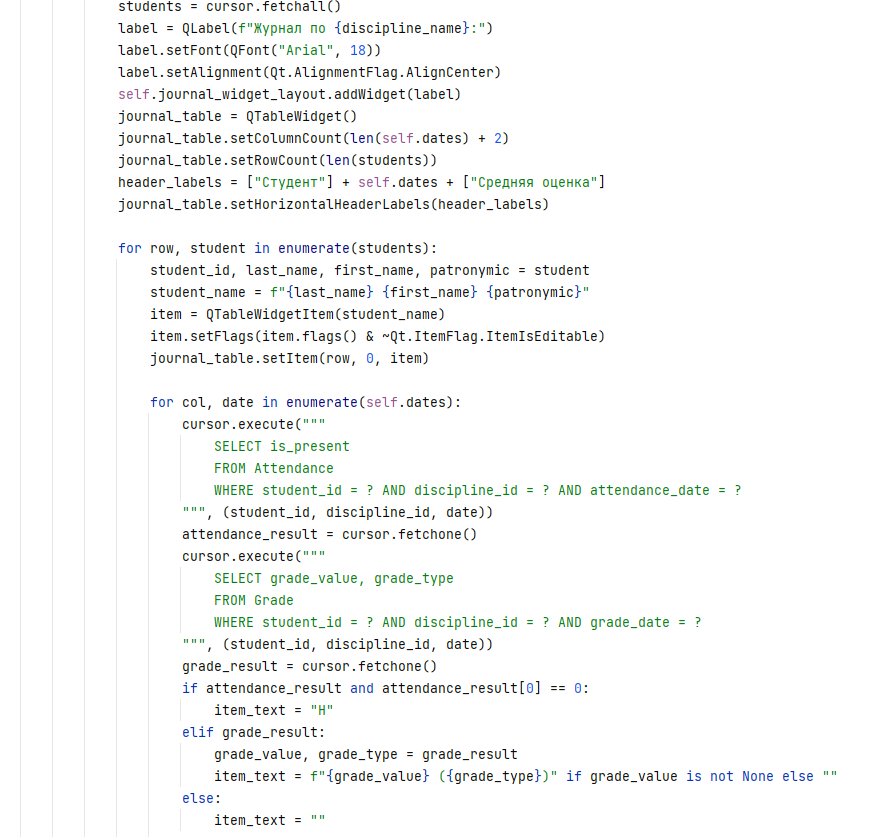 students = cursor.fetchall()
label = QLabel(f"Журнал по {discipline_name}:")
label.setFont(QFont("Arial", 18))
label.setAlignment(Qt.AlignmentFlag.AlignCenter)
self.journal_widget_layout.addWidget(label)
journal_table = QTableWidget()
journal_table.setColumnCount(len(self.dates) + 2)
journal_table.setRowCount(len(students))
header_labels = ["Студент"] + self.dates + ["Средняя оценка"]
journal_table.setHorizontalHeaderLabels(header_labels)
for row, student in enumerate(students):
student_id, last_name, first_name, patronymic = student
student_name = f"{last_name} {first_name} {patronymic}"
item = QTableWidgetItem(student_name)
item.setFlags(item.flags() & ~Qt.ItemFlag.ItemIsEditable)
journal_table.setItem(row, 0, item)
for col, date in enumerate(self.dates):
cursor.execute("""
SELECT is_present
FROM Attendance
WHERE student_id = ? AND discipline_id = ? AND attendance_date = ?
""", (student_id, discipline_id, date))
attendance_result = cursor.fetchone()
cursor.execute("""
SELECT grade_value, grade_type
FROM Grade
WHERE student_id = ? AND discipline_id = ? AND grade_date = ?
""", (student_id, discipline_id, date))
grade_result = cursor.fetchone()
if attendance_result and attendance_result[0] == 0:
item_text = "Н"
elif grade_result:
grade_value, grade_type = grade_result
item_text = f"{grade_value} ({grade_type})" if grade_value is not None else ""
else:
item_text = ""